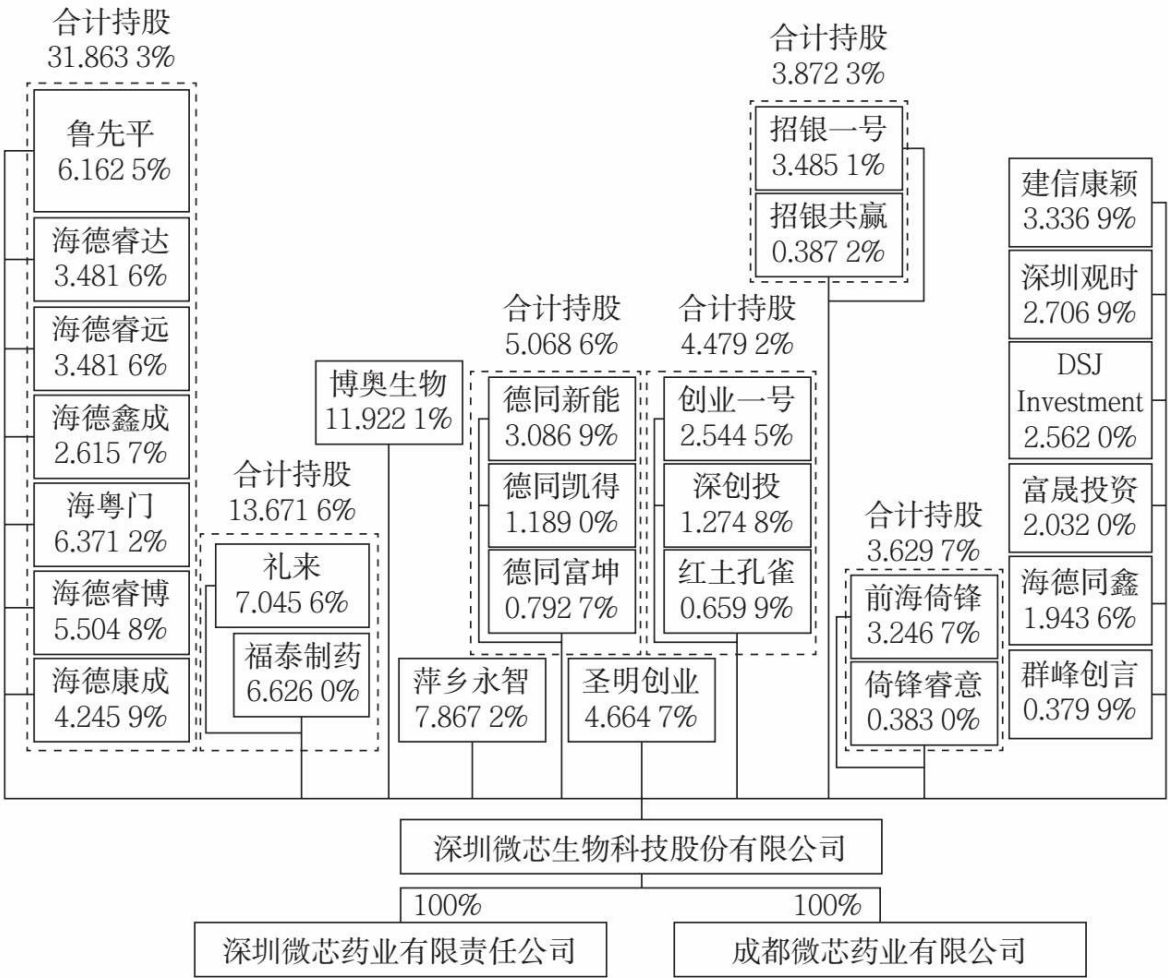 合计持股
31.863 3%
鲁先平
6.162 5%
海德睿达
3.481 6%
海德睿远
3.481 6%
海德鑫成
2.615 7%
海粤门
6.371 2%
海德睿博
5.504 8%
海德康成
4.245 9%
合计持股
13.671 6%
礼来
7.045 6%
福泰制药
6.626 0%
博奥生物
11.922 1%
萍乡永智
7.867 2%
合计持股
5.068 6%
德同新能
3.086 9%
德同凯得
1.189 0%
德同富坤
0.792 7%
圣明创业
4.664 7%
合计持股
4.479 2%
创业一号
2.544 5%
深创投
1.274 8%
红土孔雀
0.659 9%
合计持股
3.872 3%
招银一号
3.485 1%
招银共赢
0.387 2%
合计持股
3.629 7%
前海倚锋
3.246 7%
倚锋睿意
0.383 0%
建信康颖
3.336 9%
深圳观时
2.706 9%
DSJ
Investment
2.562 0%
富晟投资
2.032 0%
海德同鑫
1.943 6%
群峰创言
0.379 9%
深圳微芯生物科技股份有限公司
100%
100%
深圳微芯药业有限责任公司
成都微芯药业有限公司